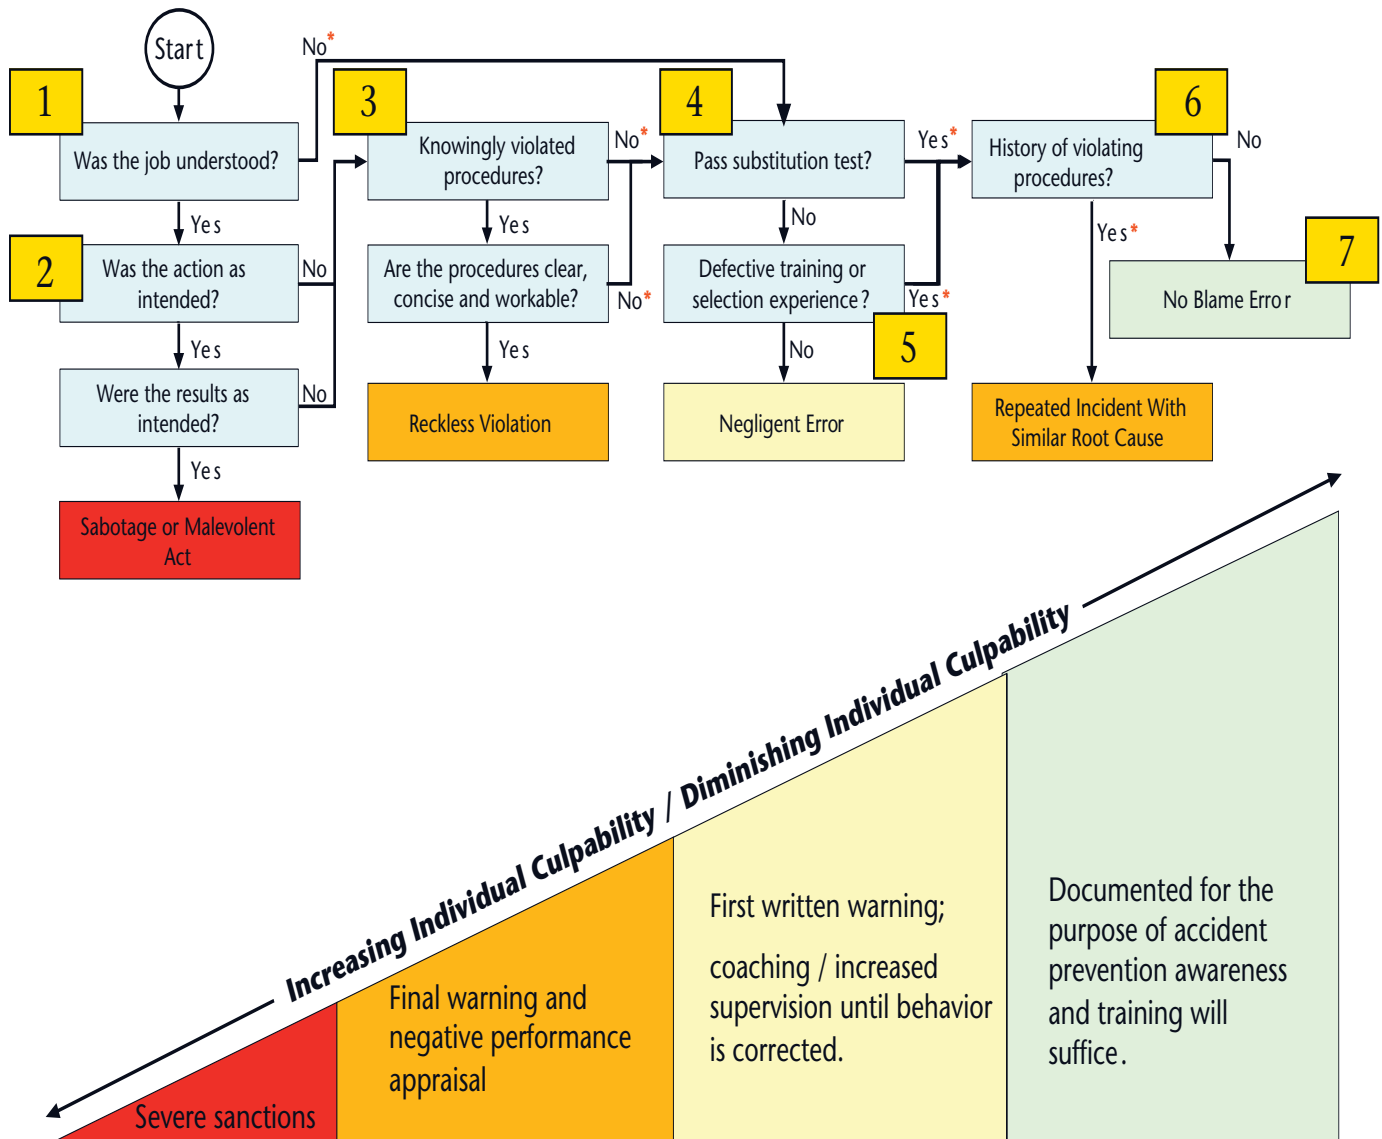 Start
No*
1
Was the job understood?
Yes
2
Was the action as
intended?
No
Yes
Were the results as
intended?
No
Yes
Sabotage or Malevolent
Act
3
Knowingly violated
procedures?
No*
Yes
Are the procedures clear,
concise and workable?
No*
Yes
Reckless Violation
4
Pass substitution test?
Yes*
No
Defective training or
selection experience?
Yes*
5
No
Negligent Error
6
History of violating
procedures?
No
Yes*
7
No Blame Error
Repeated Incident With
Similar Root Cause
Increasing Individual Culpability / Diminishing Individual Culpability
Severe sanctions
Final warning and
negative performance
appraisal
First written warning;
coaching / increased
supervision until behavior
is corrected.
Documented for the
purpose of accident
prevention awareness
and training will
suffice.